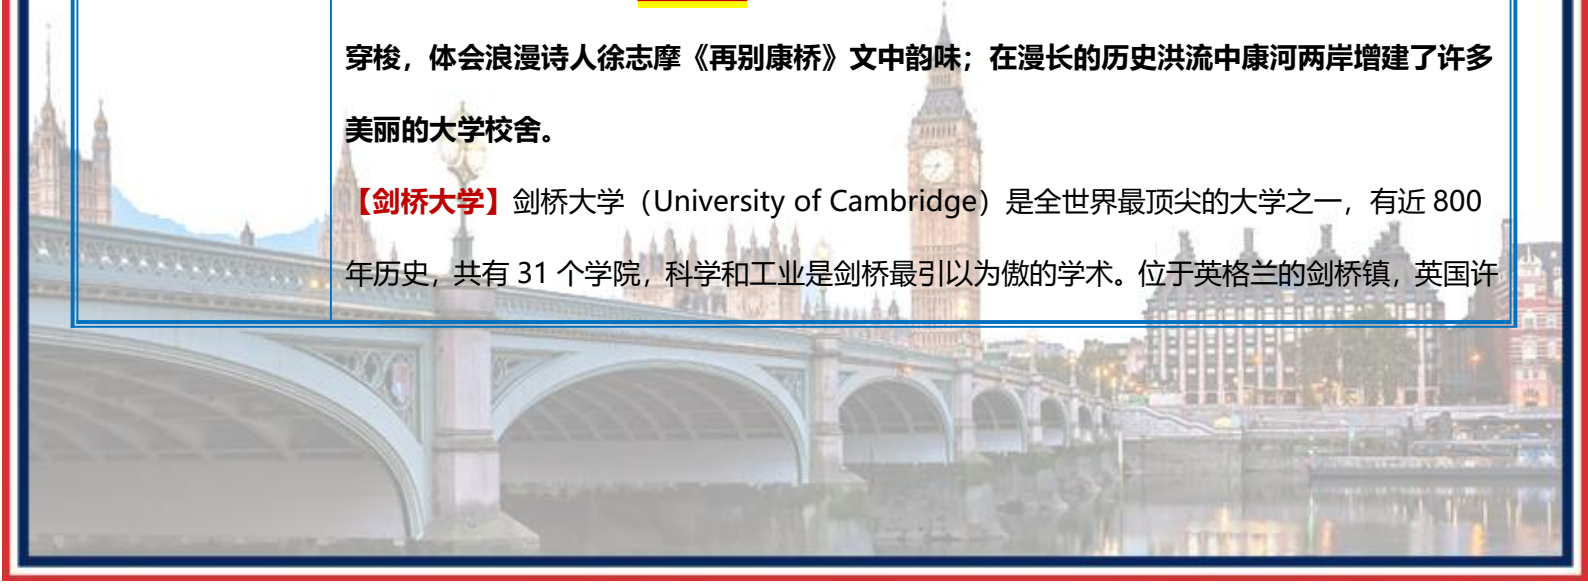 穿梭，体会浪漫诗人徐志摩《再别康桥》文中韵味；在漫长的历史洪流中康河两岸增建了许多
美丽的大学校舍。
【剑桥大学】剑桥大学（University of Cambridge）是全世界最顶尖的大学之一，有近 800
年历史，共有 31 个学院，科学和工业是剑桥最引以为傲的学术。位于英格兰的剑桥镇，英国许